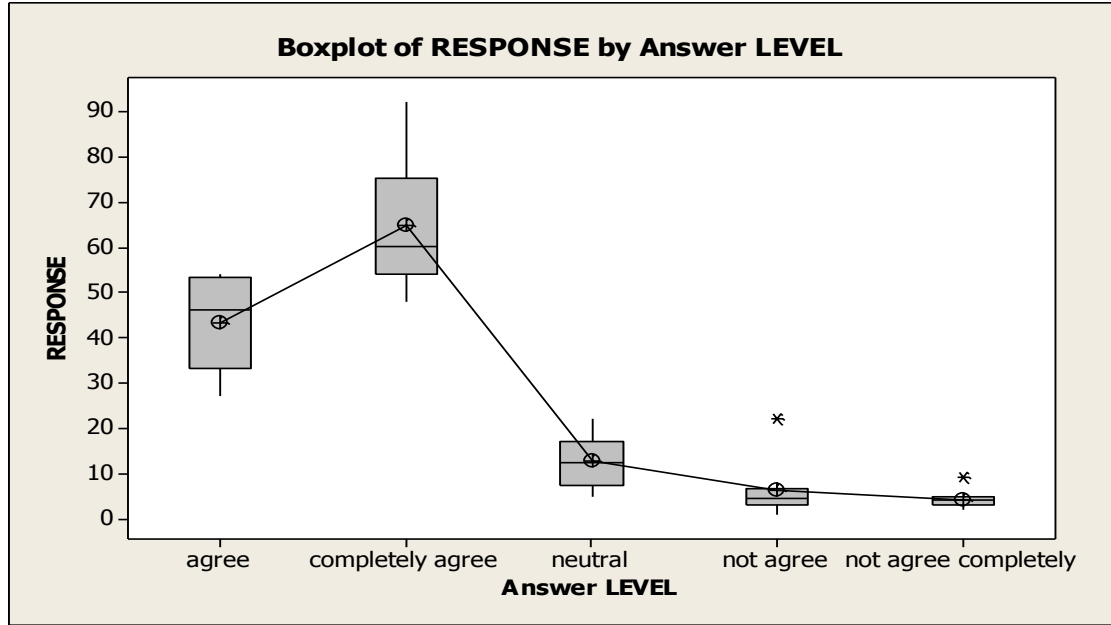 Boxplot of RESPONSE by Answer LEVEL
90
80
70
60
50
40
30
20
10
0
RESPONSE
agree completely agree neutral not agree not agree completely
Answer LEVEL